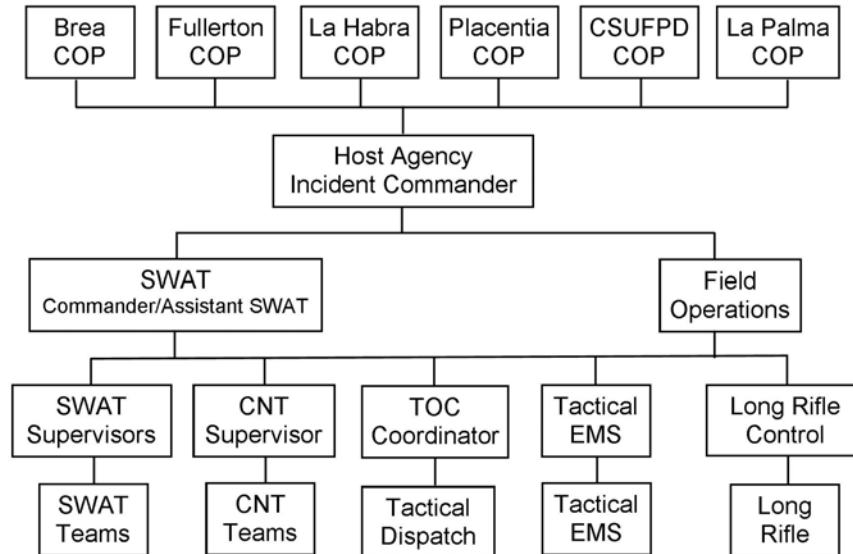 Brea
COP
Fullerton
COP
La Habra
COP
Placentia
COP
CSUFPD
COP
La Palma
COP
Host Agency
Incident Commander
SWAT
Commander/Assistant SWAT
Field
Operations
SWAT
Supervisors
CNT
Supervisor
TOC
Coordinator
Tactical
EMS
Long Rifle
Control
SWAT
Teams
CNT
Teams
Tactical
Dispatch
Tactical
EMS
Long
Rifle